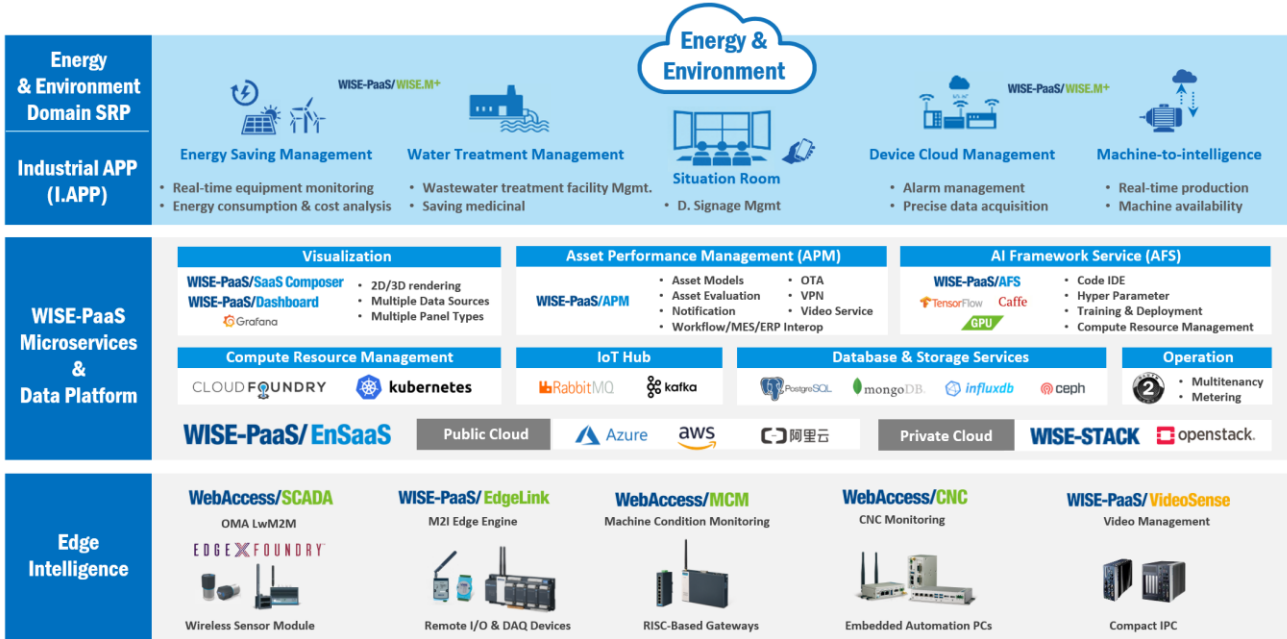 Energy &
Environment
Energy
& Environment
Domain SRP
Industrial APP
(I.APP)
WISE-PaaS/WISE.M+
WISE-PaaS/WISE.M+
Energy Saving Management
• Real-time equipment monitoring
• Energy consumption & cost analysis
Water Treatment Management
• Wastewater treatment facility Mgmt.
• Saving medicinal
Situation Room
• D. Signage Mgmt
Device Cloud Management
• Alarm management
• Precise data acquisition
Machine-to-intelligence
• Real-time production
• Machine availability
WISE-PaaS
Microservices
&
Data Platform
Visualization
WISE-PaaS/SaaS Composer
WISE-PaaS/Dashboard
Grafana
• 2D/3D rendering
• Multiple Data Sources
• Multiple Panel Types
Asset Performance Management (APM)
WISE-PaaS/APM
• Asset Models
• Asset Evaluation
• Notification
• Workflow/MES/ERP Interop
• OTA
• VPN
• Video Service
AI Framework Service (AFS)
WISE-PaaS/AFS
TensorFlow Caffe
GPU
• Code IDE
• Hyper Parameter
• Training & Deployment
• Compute Resource Management
Compute Resource Management
CLOUD FOUNDRY
kubernetes
IoT Hub
RabbitMQ
kafka
Database & Storage Services
PostgreSQL
mongoDB.
influxdb
ceph
Operation
2
• Multitenancy
• Metering
WISE-PaaS/EnSaaS
Public Cloud
Azure
aws
阿里云
Private Cloud
WISE-STACK
openstack.
Edge
Intelligence
WebAccess/SCADA
OMA LwM2M
EDGE X FOUNDRY
Wireless Sensor Module
WISE-PaaS/EdgeLink
M2I Edge Engine
Remote I/O & DAQ Devices
WebAccess/MCM
Machine Condition Monitoring
RISC-Based Gateways
WebAccess/CNC
CNC Monitoring
Embedded Automation PCs
WISE-PaaS/VideoSense
Video Management
Compact IPC